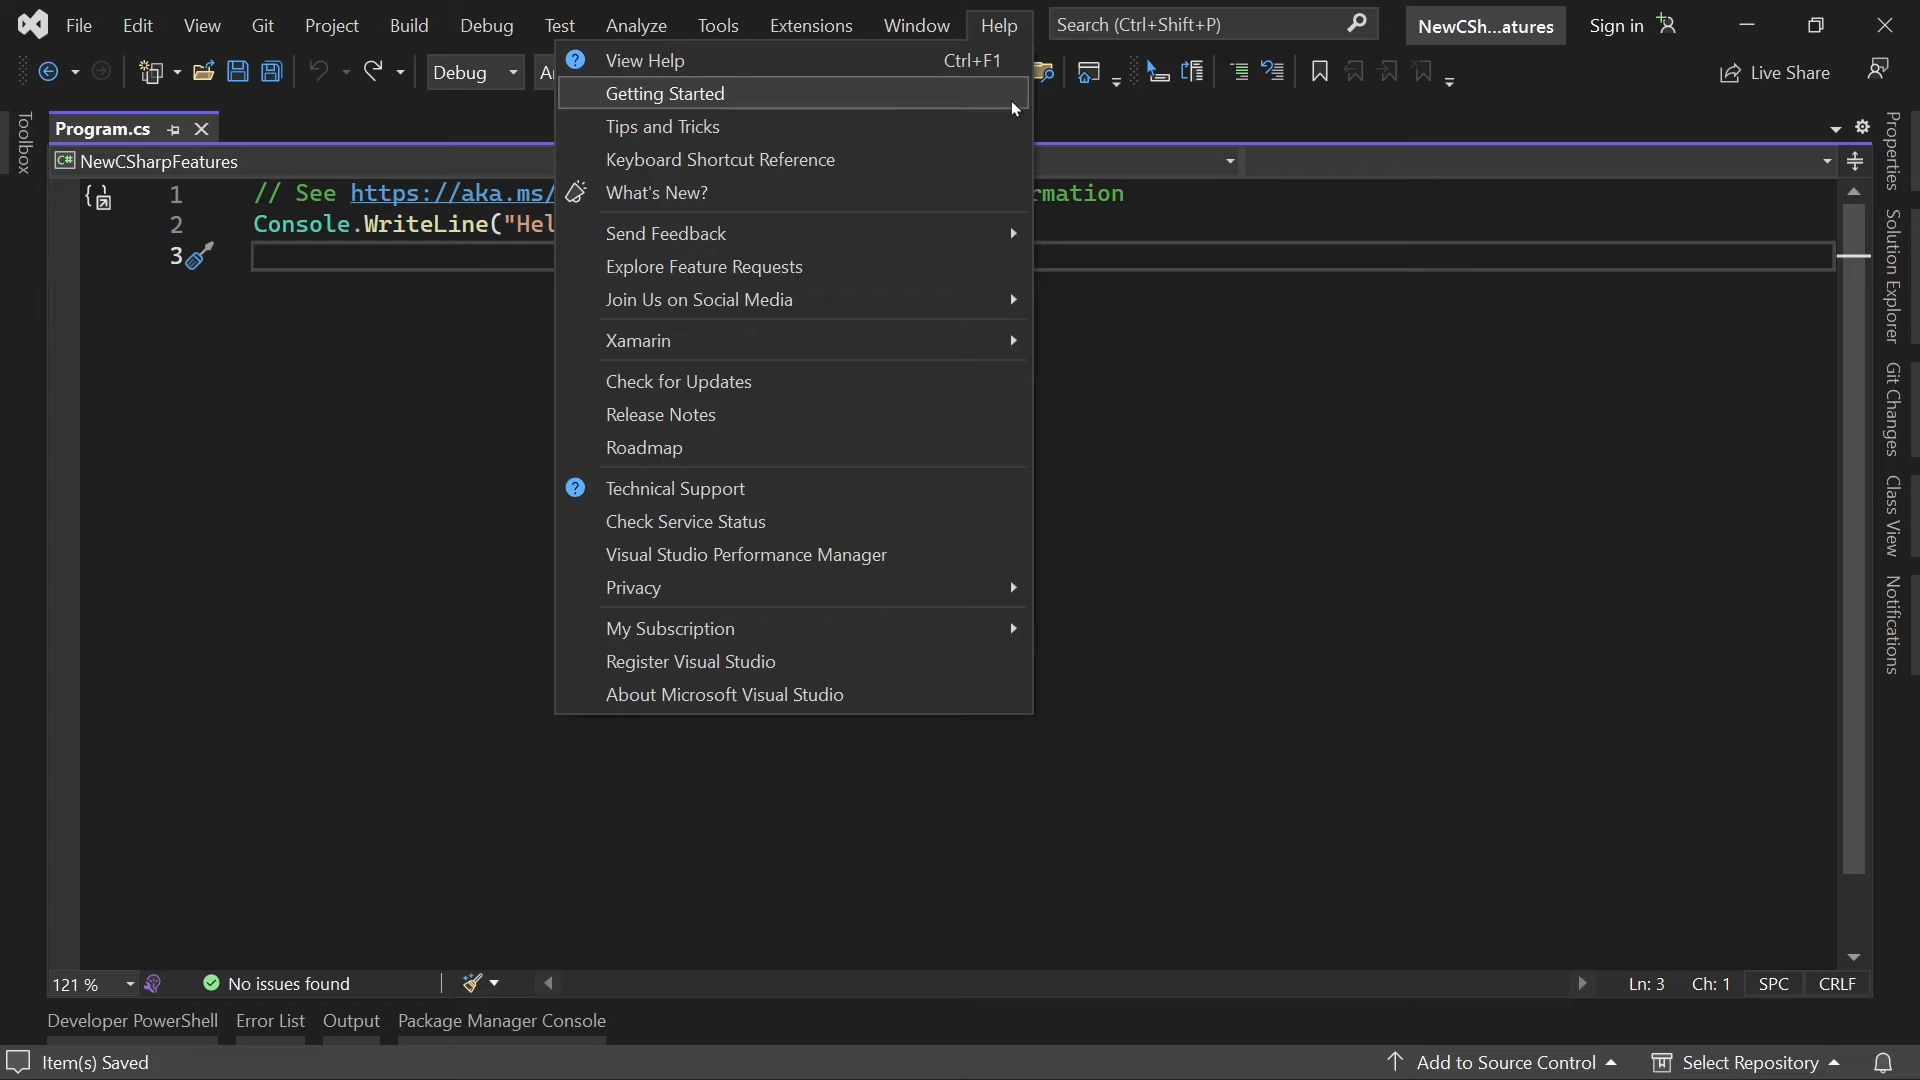 File Edit View Git Project Build Debug Test Analyze Tools Extensions Window Help Search (Ctrl+Shift+P) NewCSh...atures Sign in
Debug Live Share
Program.cs
NewCSharpFeatures
1 // See https://aka.ms/
2 Console.WriteLine("Hel
3
View Help Ctrl+F1
Getting Started
Tips and Tricks
Keyboard Shortcut Reference
What's New?
Send Feedback
Explore Feature Requests
Join Us on Social Media
Xamarin
Check for Updates
Release Notes
Roadmap
Technical Support
Check Service Status
Visual Studio Performance Manager
Privacy
My Subscription
Register Visual Studio
About Microsoft Visual Studio
Toolbox
Properties
Solution Explorer
Git Changes
Class View
Notifications
121 % No issues found Ln: 3 Ch: 1 SPC CRLF
Developer PowerShell Error List Output Package Manager Console
Item(s) Saved Add to Source Control Select Repository